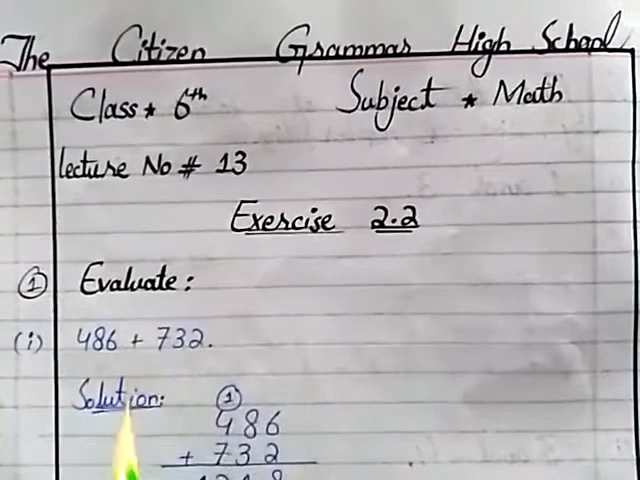 The Citizen Grammar High School
Class * 6th Subject * Math
lecture No # 13
Exercise 2.2
① Evaluate:
(i) 486 + 732.
Solution:
①
486
+ 732